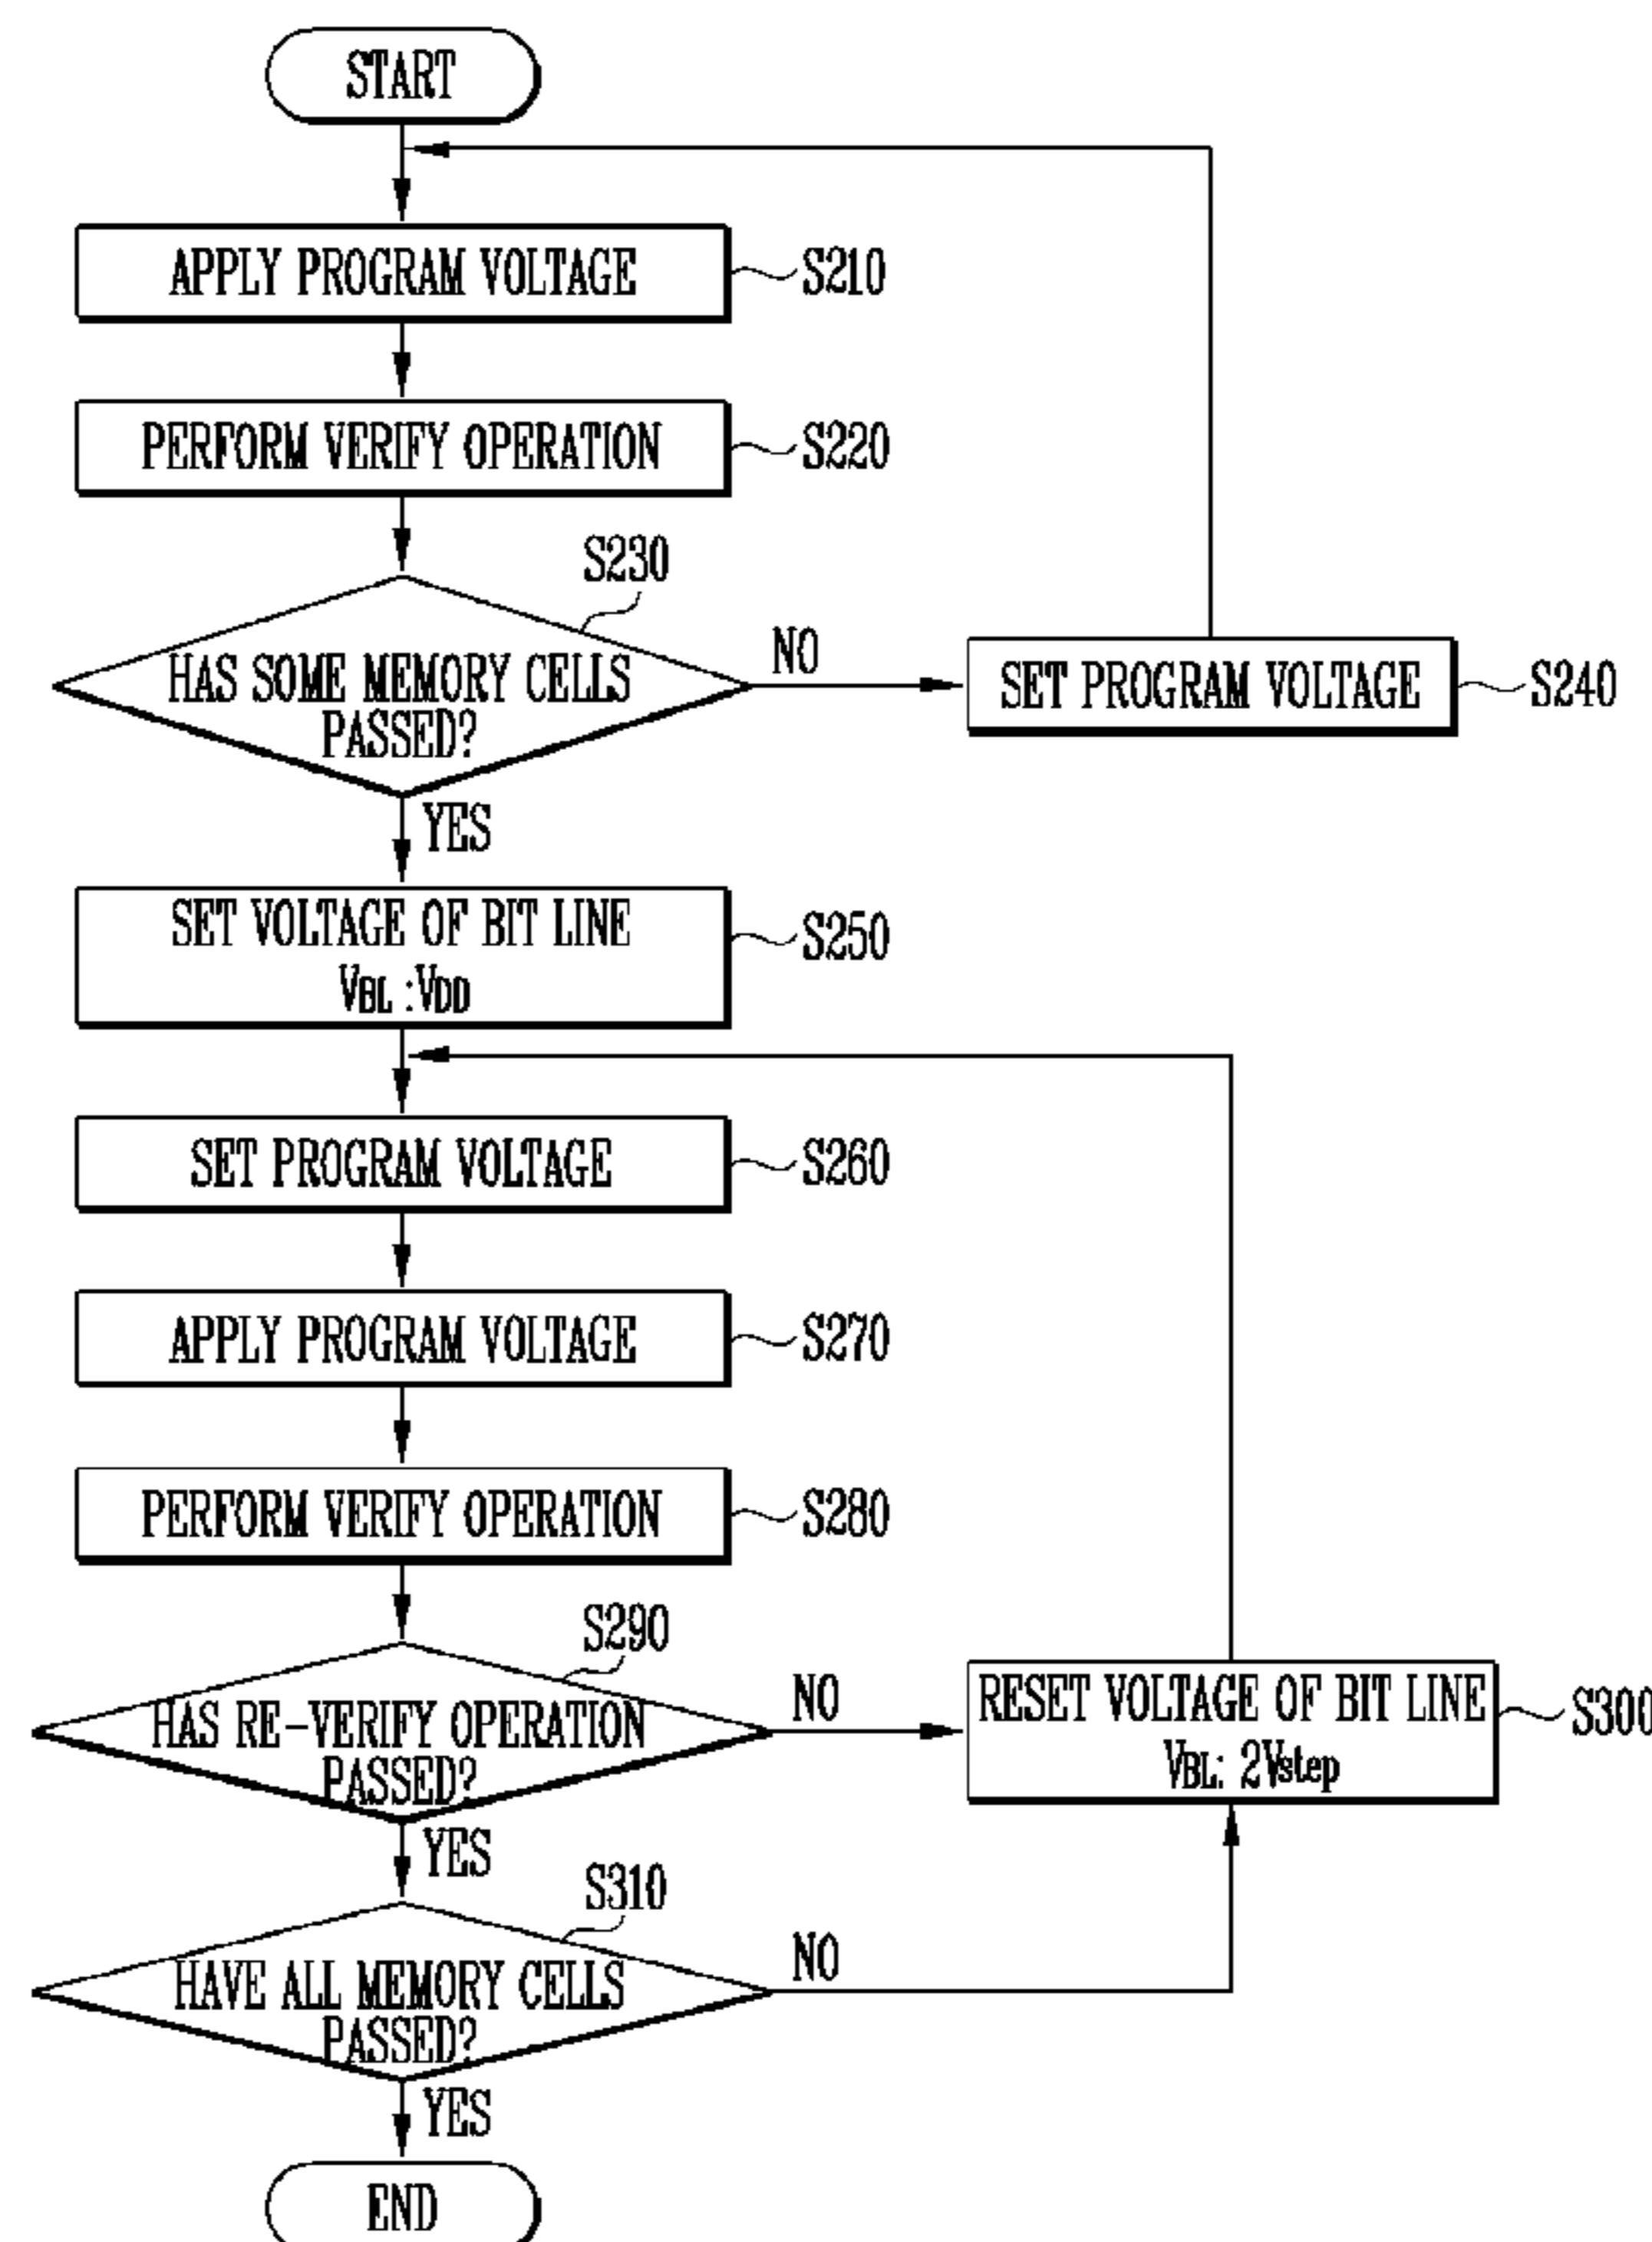 START
APPLY PROGRAM VOLTAGE
S210
PERFORM VERIFY OPERATION
S220
S230
HAS SOME MEMORY CELLS
PASSED?
NO
SET PROGRAM VOLTAGE
S240
YES
SET VOLTAGE OF BIT LINE
VBL :VDD
S250
SET PROGRAM VOLTAGE
S260
APPLY PROGRAM VOLTAGE
S270
PERFORM VERIFY OPERATION
S280
S290
HAS RE-VERIFY OPERATION
PASSED?
NO
RESET VOLTAGE OF BIT LINE
VBL: 2Vstep
S300
YES
S310
HAVE ALL MEMORY CELLS
PASSED?
NO
YES
END